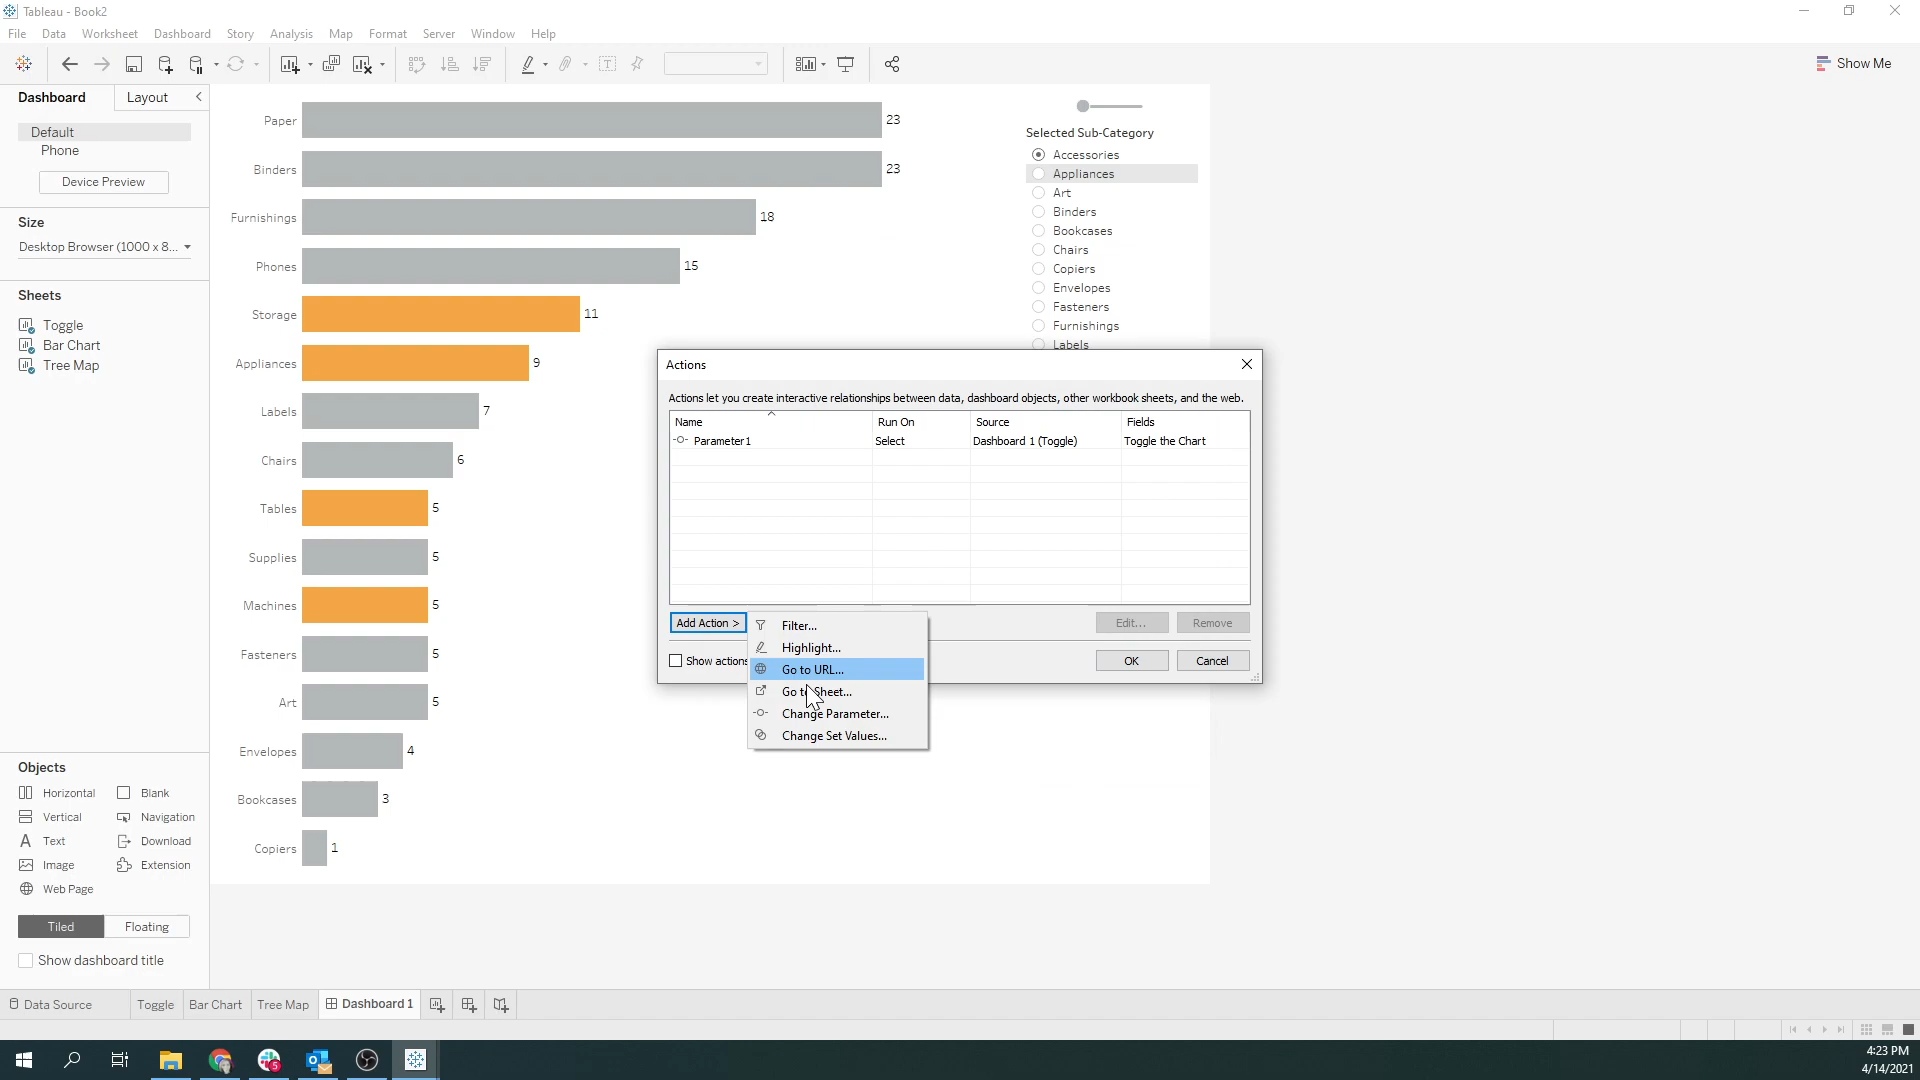 Tableau - Book2
File Data Worksheet Dashboard Story Analysis Map Format Server Window Help
Show Me
Dashboard Layout
Default
Phone
Device Preview
Size
Desktop Browser (1000 x 8...
Sheets
Toggle
Bar Chart
Tree Map
Objects
Horizontal Blank
Vertical Navigation
Text Download
Image Extension
Web Page
Tiled Floating
Show dashboard title
Paper 23
Binders 23
Furnishings 18
Phones 15
Storage 11
Appliances 9
Labels 7
Chairs 6
Tables 5
Supplies 5
Machines 5
Fasteners 5
Art 5
Envelopes 4
Bookcases 3
Copiers 1
Selected Sub-Category
Accessories
Appliances
Art
Binders
Bookcases
Chairs
Copiers
Envelopes
Fasteners
Furnishings
Labels
Actions
Actions let you create interactive relationships between data, dashboard objects, other workbook sheets, and the web.
Name Run On Source Fields
Parameter1 Select Dashboard 1 (Toggle) Toggle the Chart
Add Action > Edit... Remove
Show actions OK Cancel
Filter...
Highlight...
Go to URL...
Go to Sheet...
Change Parameter...
Change Set Values...
Data Source Toggle Bar Chart Tree Map Dashboard 1
5
4:23 PM
4/14/2021